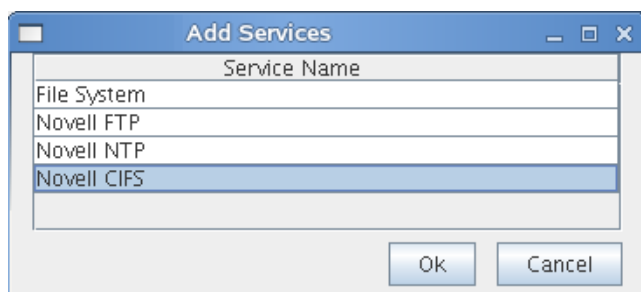 Add Services
Service Name
File System
Novell FTP
Novell NTP
Novell CIFS
Ok Cancel